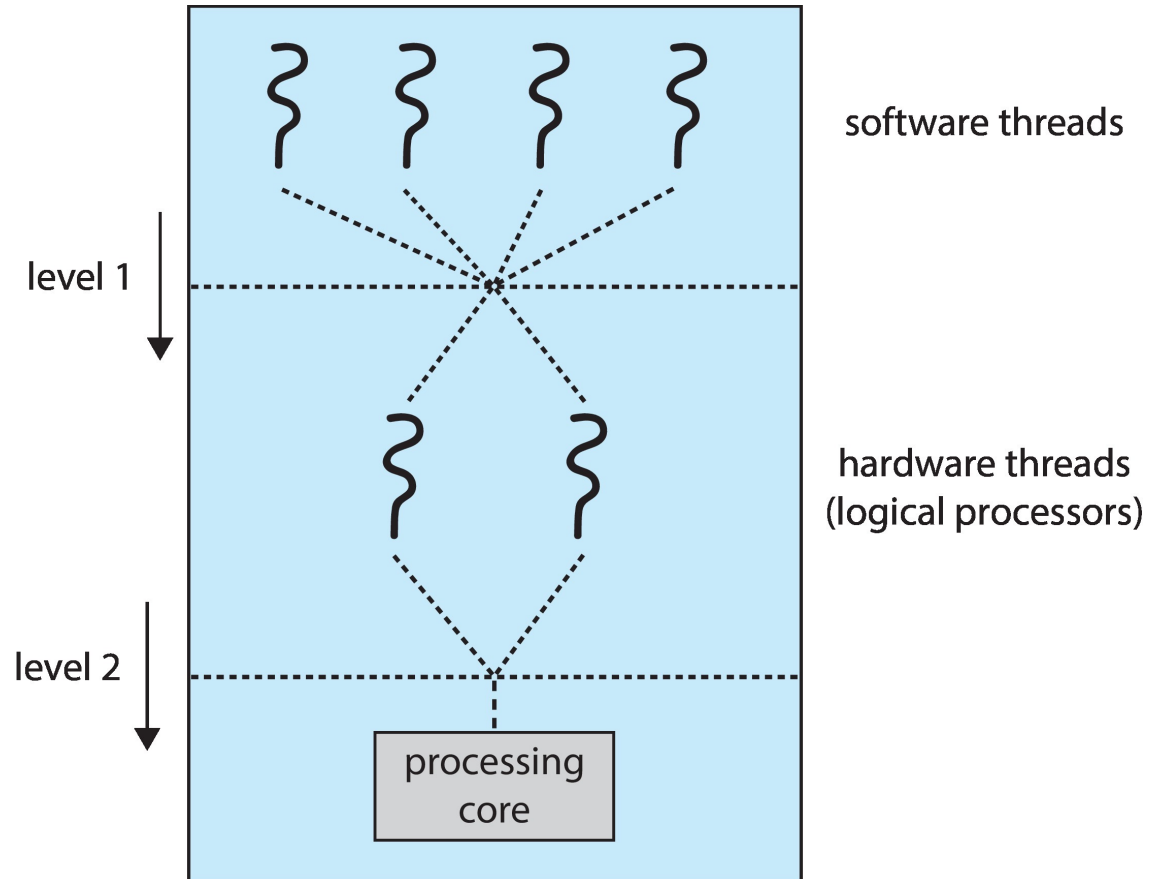 software threads
level 1
hardware threads
(logical processors)
level 2
processing
core